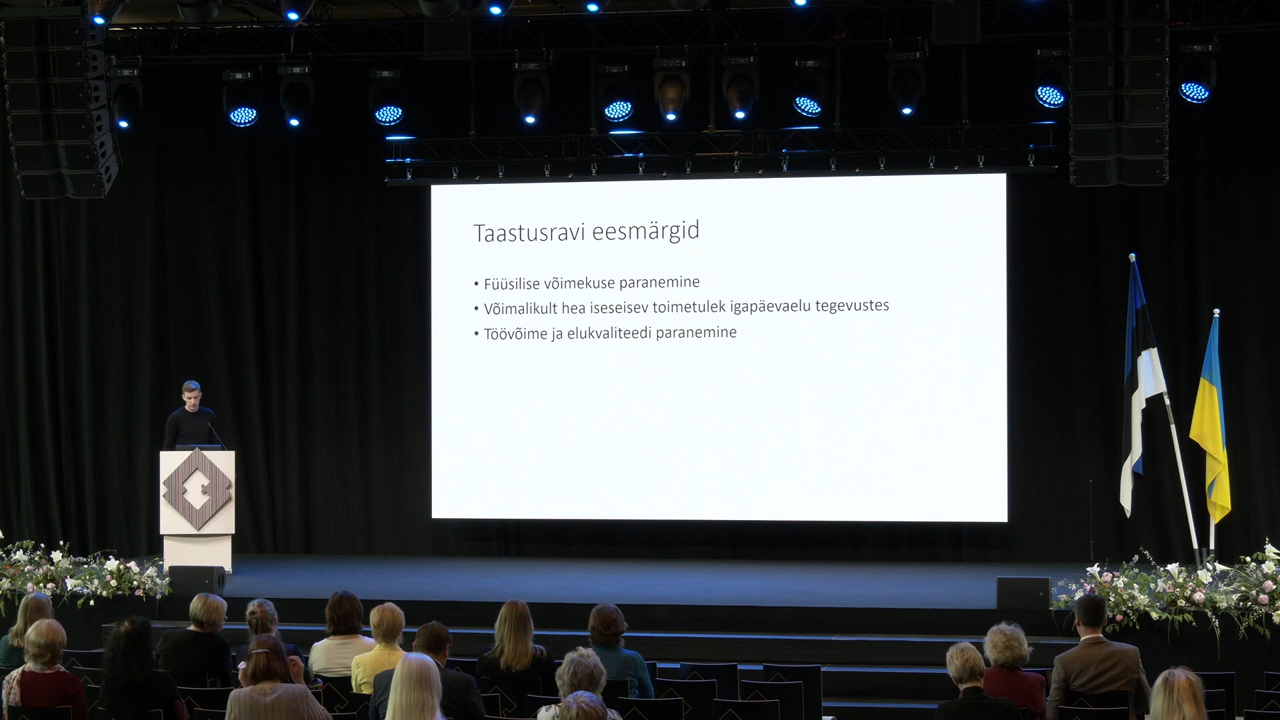 Taastusravi eesmärgid
• Füüsilise võimekuse paranemine
• Võimalikult hea iseseisev toimetulek igapäevaelu tegevustes
• Töövõime ja elukvaliteedi paranemine